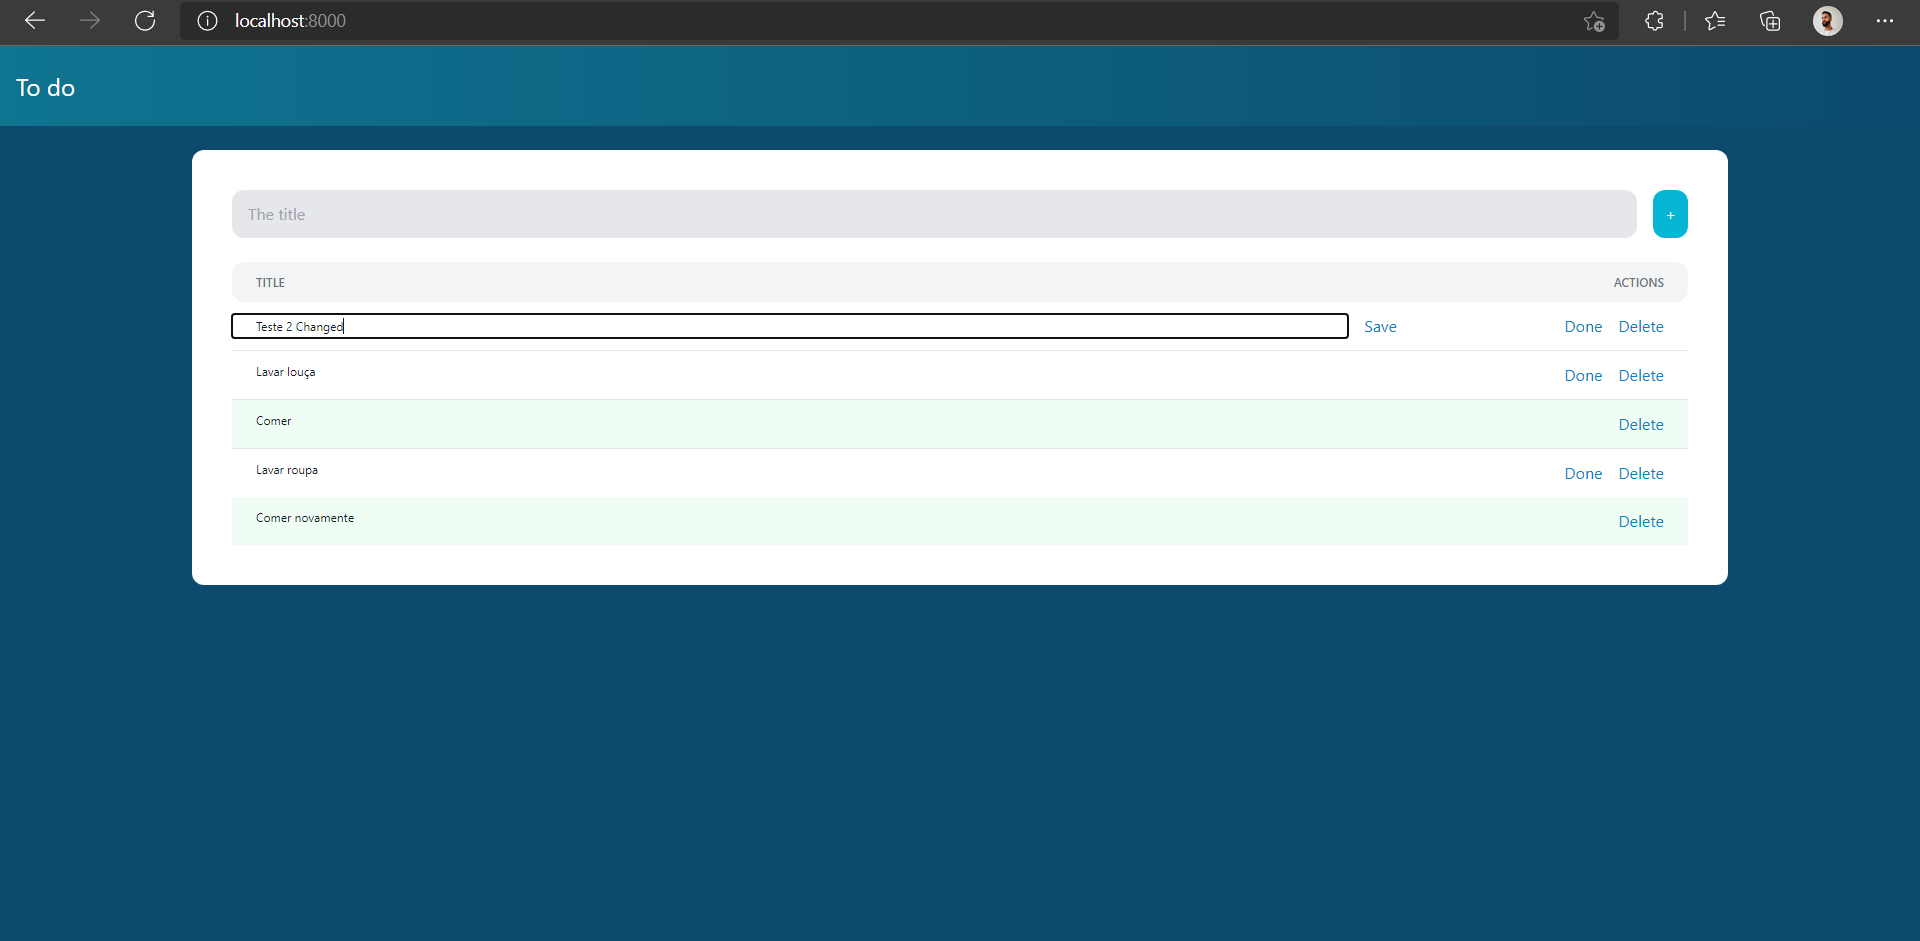 localhost:8000
To do
The title
+
TITLE ACTIONS
Teste 2 Changed Save Done Delete
Lavar louça Done Delete
Comer Delete
Lavar roupa Done Delete
Comer novamente Delete